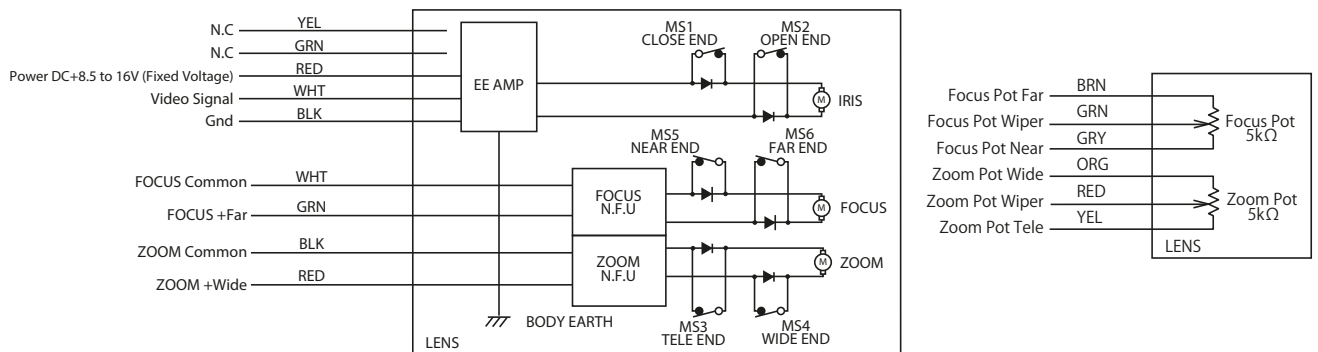 N.C YEL
N.C GRN
Power DC+8.5 to 16V (Fixed Voltage) RED
Video Signal WHT
Gnd BLK
EE AMP
MS1
CLOSE END
MS2
OPEN END
M
IRIS
FOCUS Common WHT
FOCUS +Far GRN
ZOOM Common BLK
ZOOM +Wide RED
FOCUS
N.F.U
MS5
NEAR END
MS6
FAR END
M
FOCUS
ZOOM
N.F.U
M
ZOOM
MS3
TELE END
MS4
WIDE END
BODY EARTH
LENS
Focus Pot Far BRN
Focus Pot Wiper GRN
Focus Pot Near GRY
Zoom Pot Wide ORG
Zoom Pot Wiper RED
Zoom Pot Tele YEL
Focus Pot
5kΩ
Zoom Pot
5kΩ
LENS